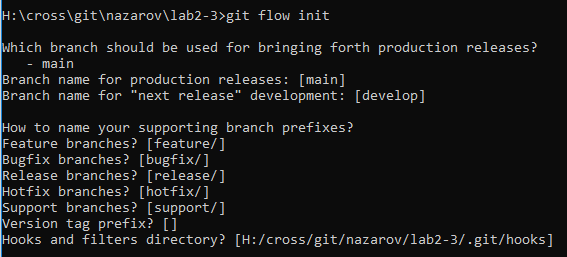 H:\cross\git\nazarov\lab2-3>git flow init
Which branch should be used for bringing forth production releases?
- main
Branch name for production releases: [main]
Branch name for "next release" development: [develop]
How to name your supporting branch prefixes?
Feature branches? [feature/]
Bugfix branches? [bugfix/]
Release branches? [release/]
Hotfix branches? [hotfix/]
Support branches? [support/]
Version tag prefix? []
Hooks and filters directory? [H:/cross/git/nazarov/lab2-3/.git/hooks]